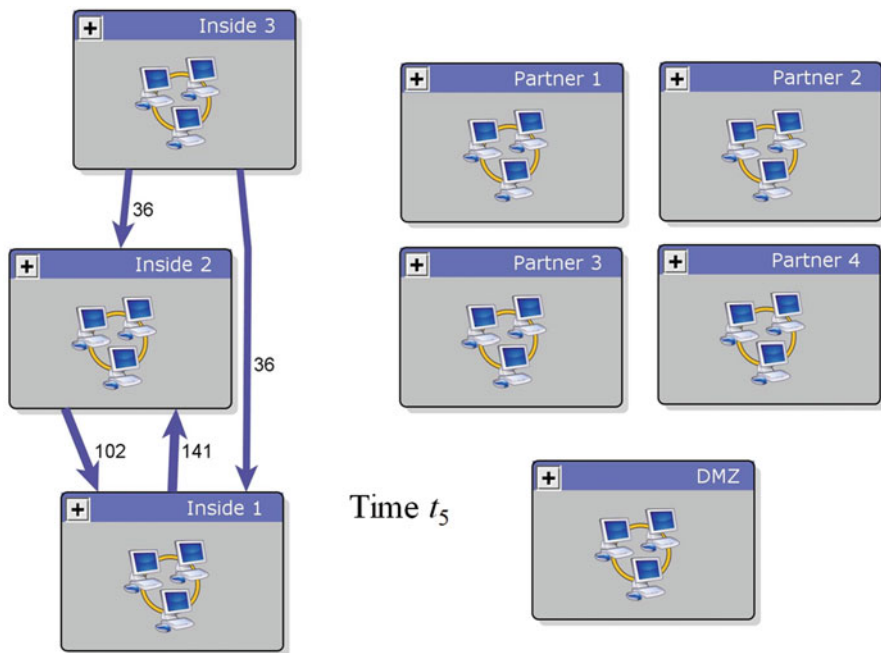 Inside 3
Partner 1
Partner 2
36
Inside 2
Partner 3
Partner 4
36
102
141
DMZ
Inside 1
Time t₅